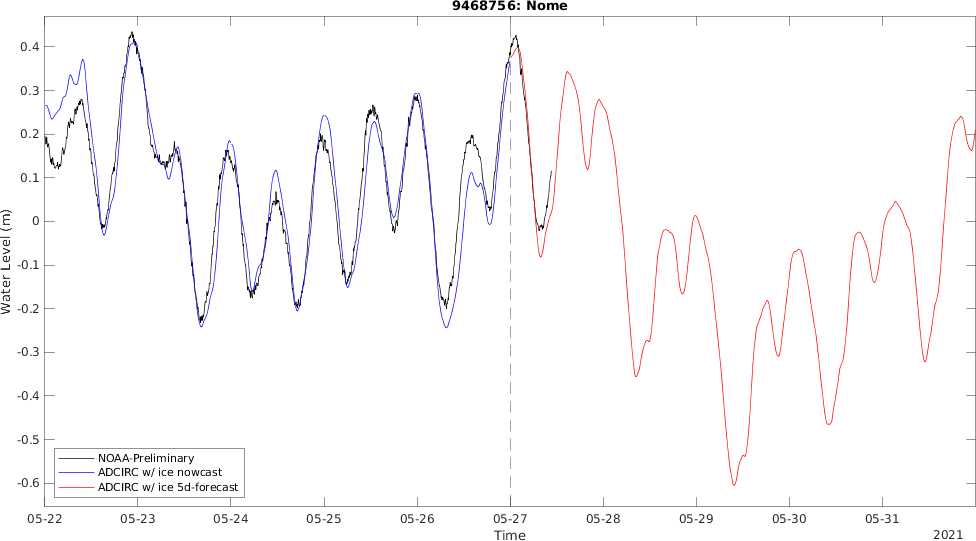 9468756: Nome
0.4
0.3
0.2
0.1
0
-0.1
-0.2
-0.3
-0.4
-0.5
-0.6
Water Level (m)
NOAA-Preliminary
ADCIRC w/ ice nowcast
ADCIRC w/ ice 5d-forecast
05-22 05-23 05-24 05-25 05-26 05-27 05-28 05-29 05-30 05-31
Time
2021